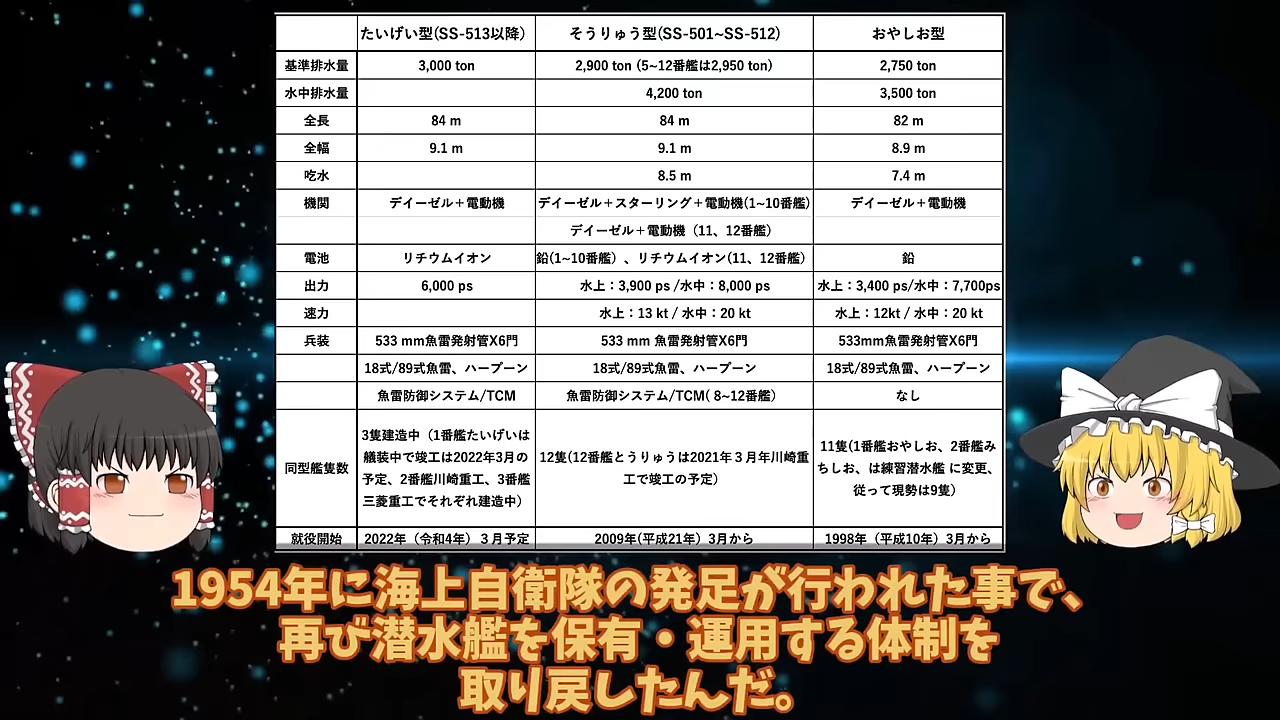 たいげい型(SS-513以降) そうりゅう型(SS-501~SS-512) おやしお型
基準排水量 3,000 ton 2,900 ton (5~12番艦は2,950 ton) 2,750 ton
水中排水量 4,200 ton 3,500 ton
全長 84 m 84 m 82 m
全幅 9.1 m 9.1 m 8.9 m
吃水 8.5 m 7.4 m
機関 デイーゼル＋電動機 デイーゼル＋スターリング＋電動機(1~10番艦) デイーゼル＋電動機
デイーゼル＋電動機（11、12番艦）
電池 リチウムイオン 鉛(1~10番艦）、リチウムイオン(11、12番艦) 鉛
出力 6,000 ps 水上：3,900 ps /水中：8,000 ps 水上：3,400 ps/水中：7,700ps
速力 水上：13 kt / 水中：20 kt 水上：12kt / 水中：20 kt
兵装 533 mm魚雷発射管X6門 533 mm 魚雷発射管X6門 533mm魚雷発射管X6門
18式/89式魚雷、ハープーン 18式/89式魚雷、ハープーン 18式/89式魚雷、ハープーン
魚雷防御システム/TCM 魚雷防御システム/TCM( 8~12番艦） なし
同型艦隻数
3隻建造中（1番艦たいげいは
艤装中で竣工は2022年3月の
予定、2番艦川崎重工、3番艦
三菱重工でそれぞれ建造中）
12隻(12番艦とうりゅうは2021年３月年川崎重
工で竣工の予定）
11隻(1番艦おやしお、2番艦み
ちしお、は練習潜水艦 に変更、
従って現勢は9隻）
就役開始 2022年（令和4年）３月予定 2009年(平成21年）3月から 1998年（平成10年）3月から
1954年に海上自衛隊の発足が行われた事で、
再び潜水艦を保有・運用する体制を
取り戻したんだ。